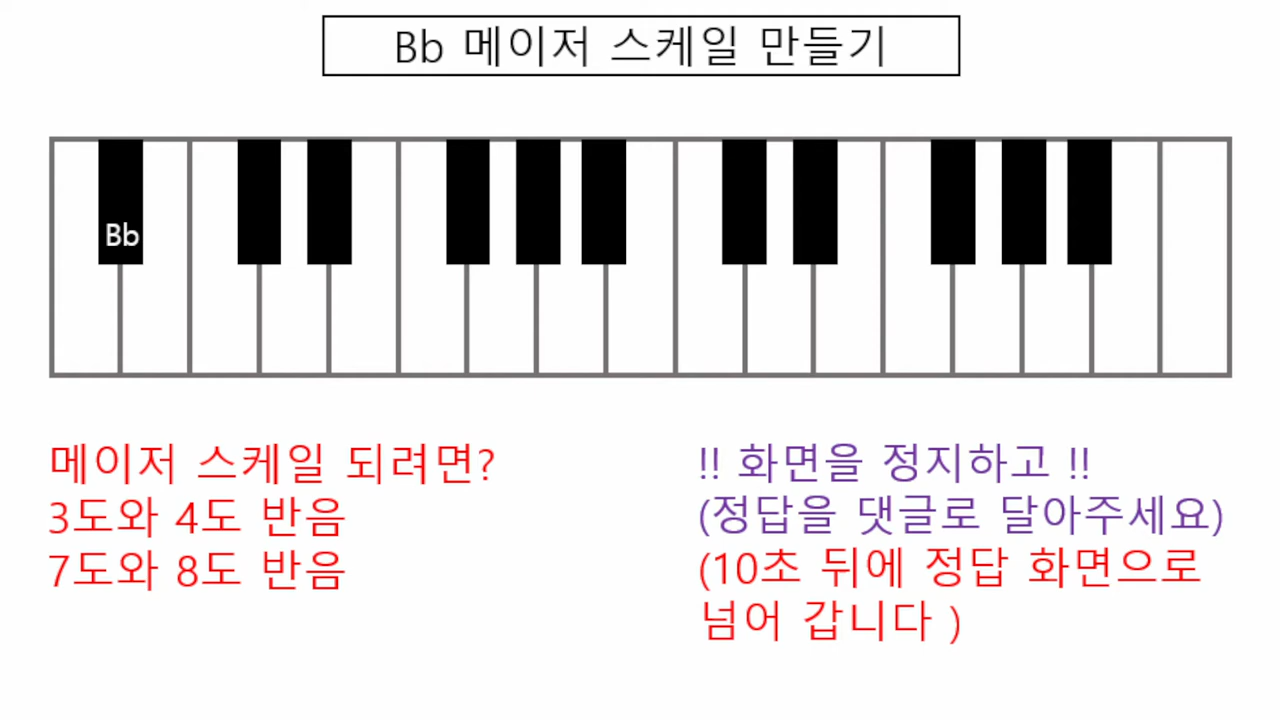 Bb 메이저 스케일 만들기
Bb
메이저 스케일 되려면?
3도와 4도 반음
7도와 8도 반음
!! 화면을 정지하고 !!
(정답을 댓글로 달아주세요)
(10초 뒤에 정답 화면으로
넘어 갑니다 )